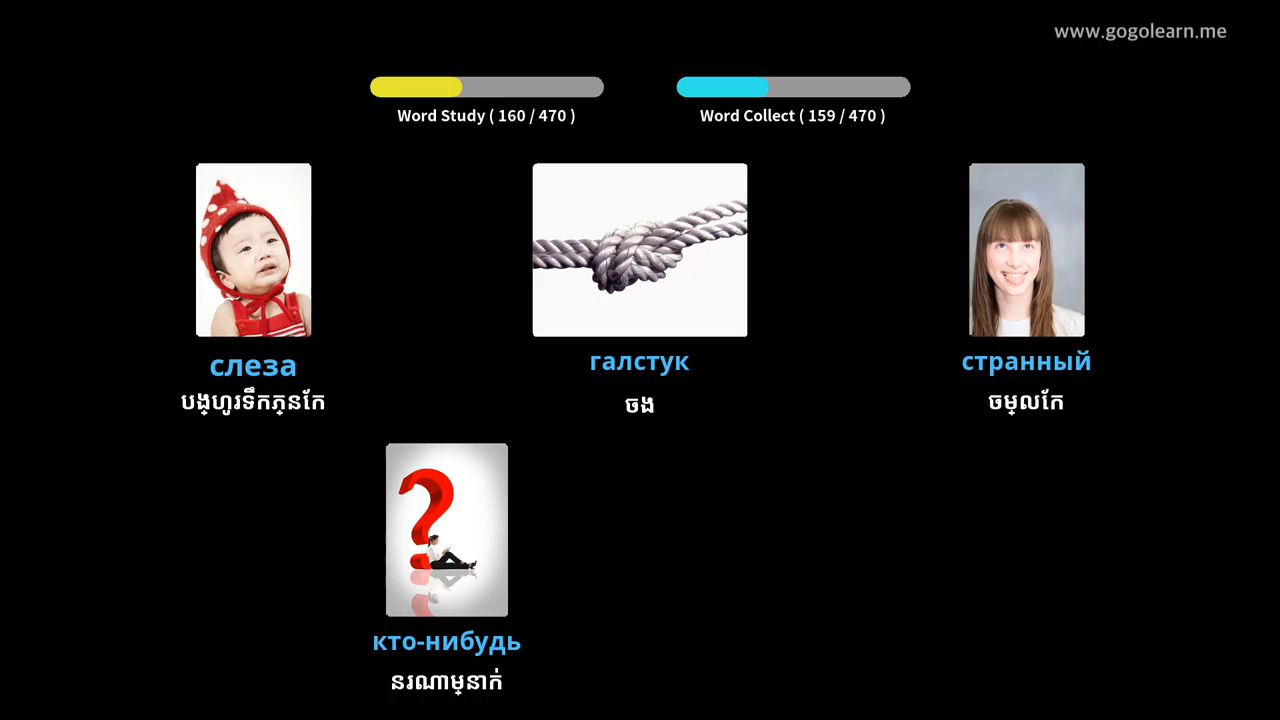 www.gogolearn.me
Word Study ( 160 / 470 )
Word Collect ( 159 / 470 )
слеза
បង្ហូរទឹកភ្នែក
галстук
ចង
странный
ចម្លែក
кто-нибудь
នរណាម្នាក់